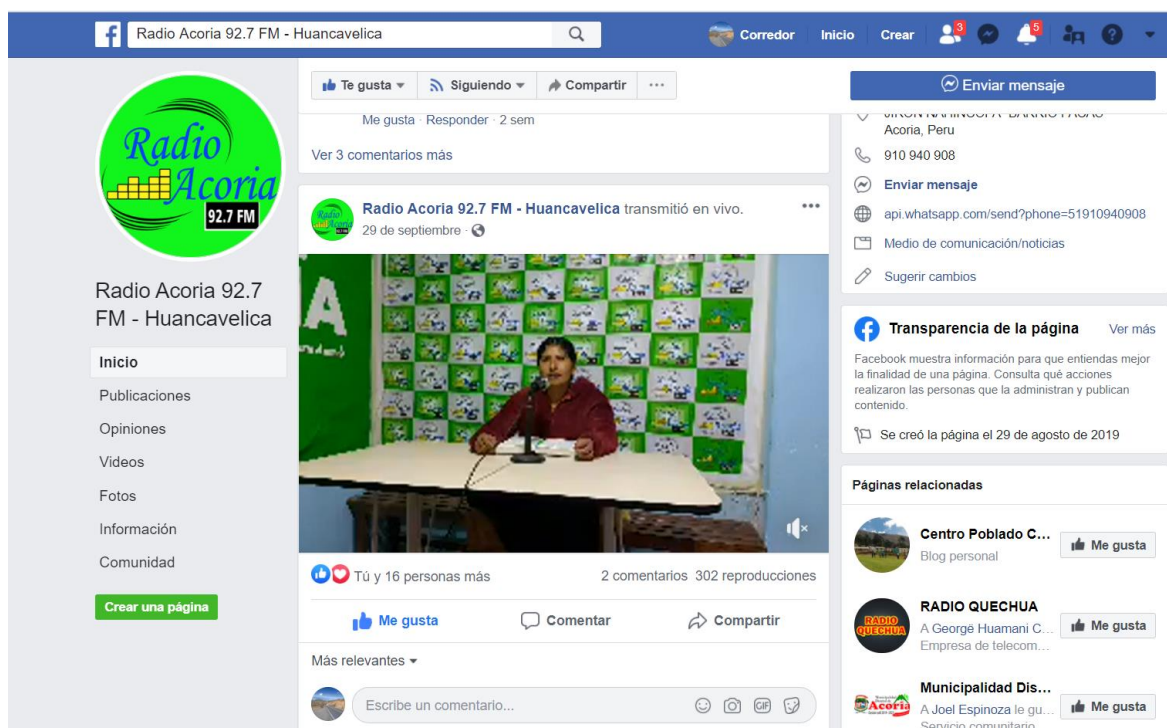 Radio Acoria 92.7 FM - Huancavelica
Corredor
Inicio
Crear
3
5
Radio
Acoria
92.7 FM
Radio Acoria 92.7
FM - Huancavelica
Inicio
Publicaciones
Opiniones
Videos
Fotos
Información
Comunidad
Crear una página
Te gusta
Siguiendo
Compartir
Me gusta · Responder · 2 sem
Ver 3 comentarios más
Radio Acoria 92.7 FM - Huancavelica transmitió en vivo.
29 de septiembre
A
Tú y 16 personas más
2 comentarios 302 reproducciones
Me gusta
Comentar
Compartir
Más relevantes
Escribe un comentario...
GIF
Enviar mensaje
Acoria, Peru
910 940 908
Enviar mensaje
api.whatsapp.com/send?phone=51910940908
Medio de comunicación/noticias
Sugerir cambios
Transparencia de la página
Ver más
Facebook muestra información para que entiendas mejor
la finalidad de una página. Consulta qué acciones
realizaron las personas que la administran y publican
contenido.
Se creó la página el 29 de agosto de 2019
Páginas relacionadas
Centro Poblado C...
Blog personal
Me gusta
RADIO
QUECHUA
RADIO QUECHUA
A Georgë Huamani C...
Empresa de telecom...
Me gusta
Acoria
Municipalidad Dis...
A Joel Espinoza le gu...
Servicio comunitario
Me gusta